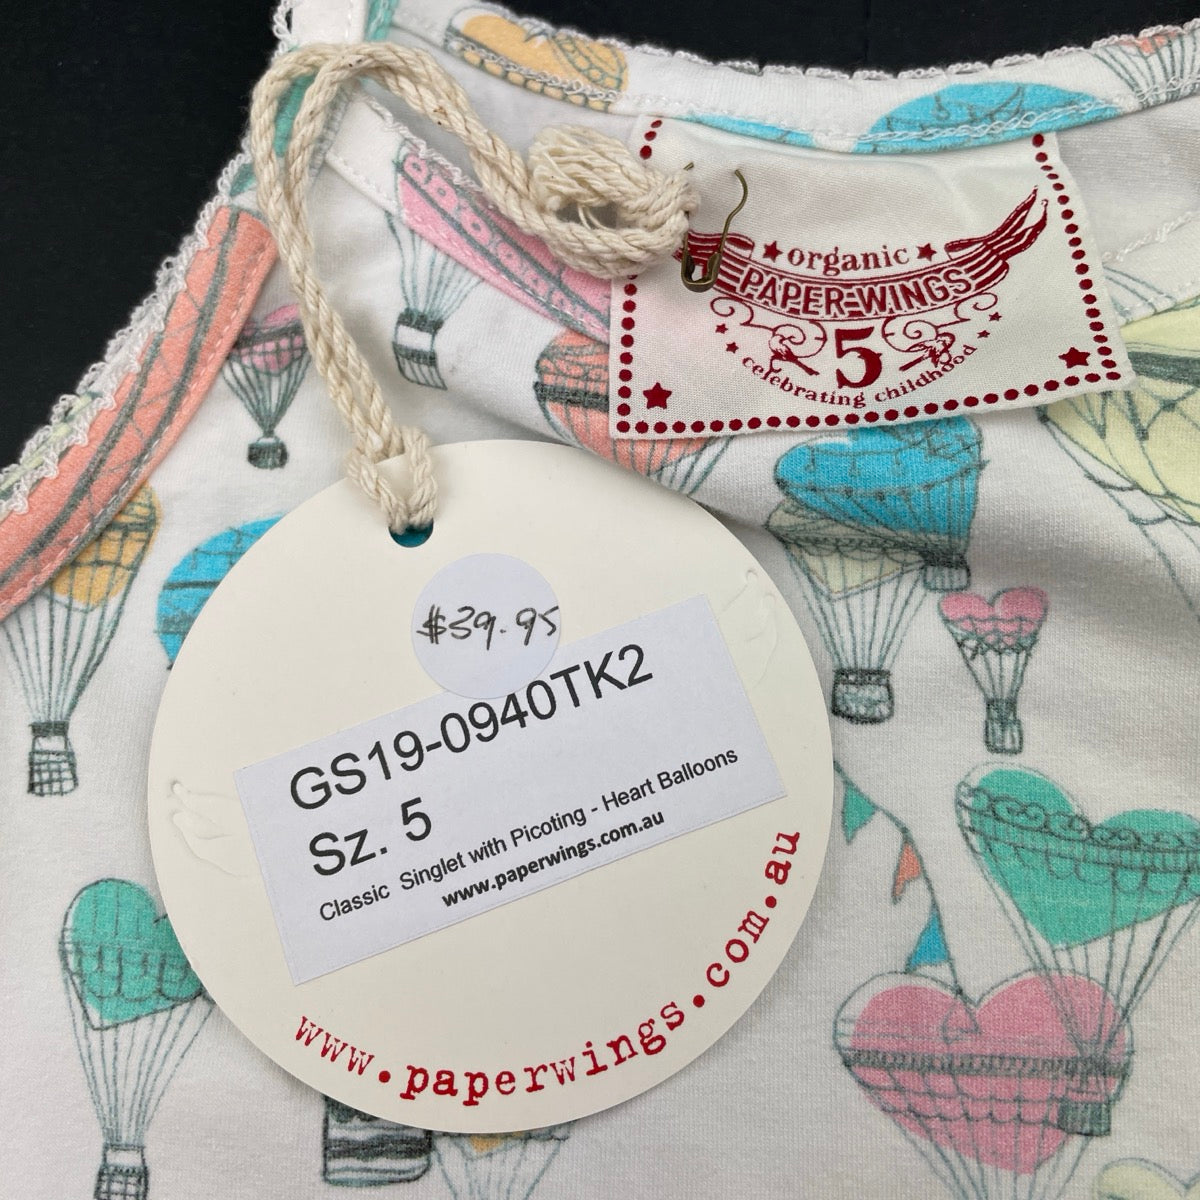 organic
PAPER-WINGS
5
celebrating childhood
$39.95
GS19-0940TK2
Sz. 5
Classic Singlet with Picoting - Heart Balloons
www.paperwings.com.au
www.paperwings.com.au